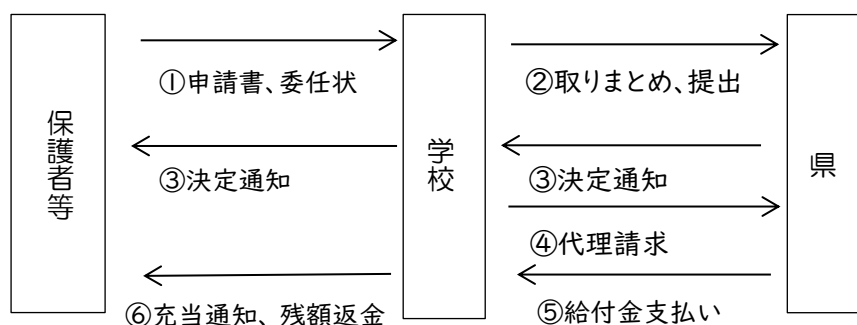 ①申請書、委任状
②取りまとめ、提出
保護者等
学校
県
③決定通知
③決定通知
④代理請求
⑥充当通知、残額返金
⑤給付金支払い